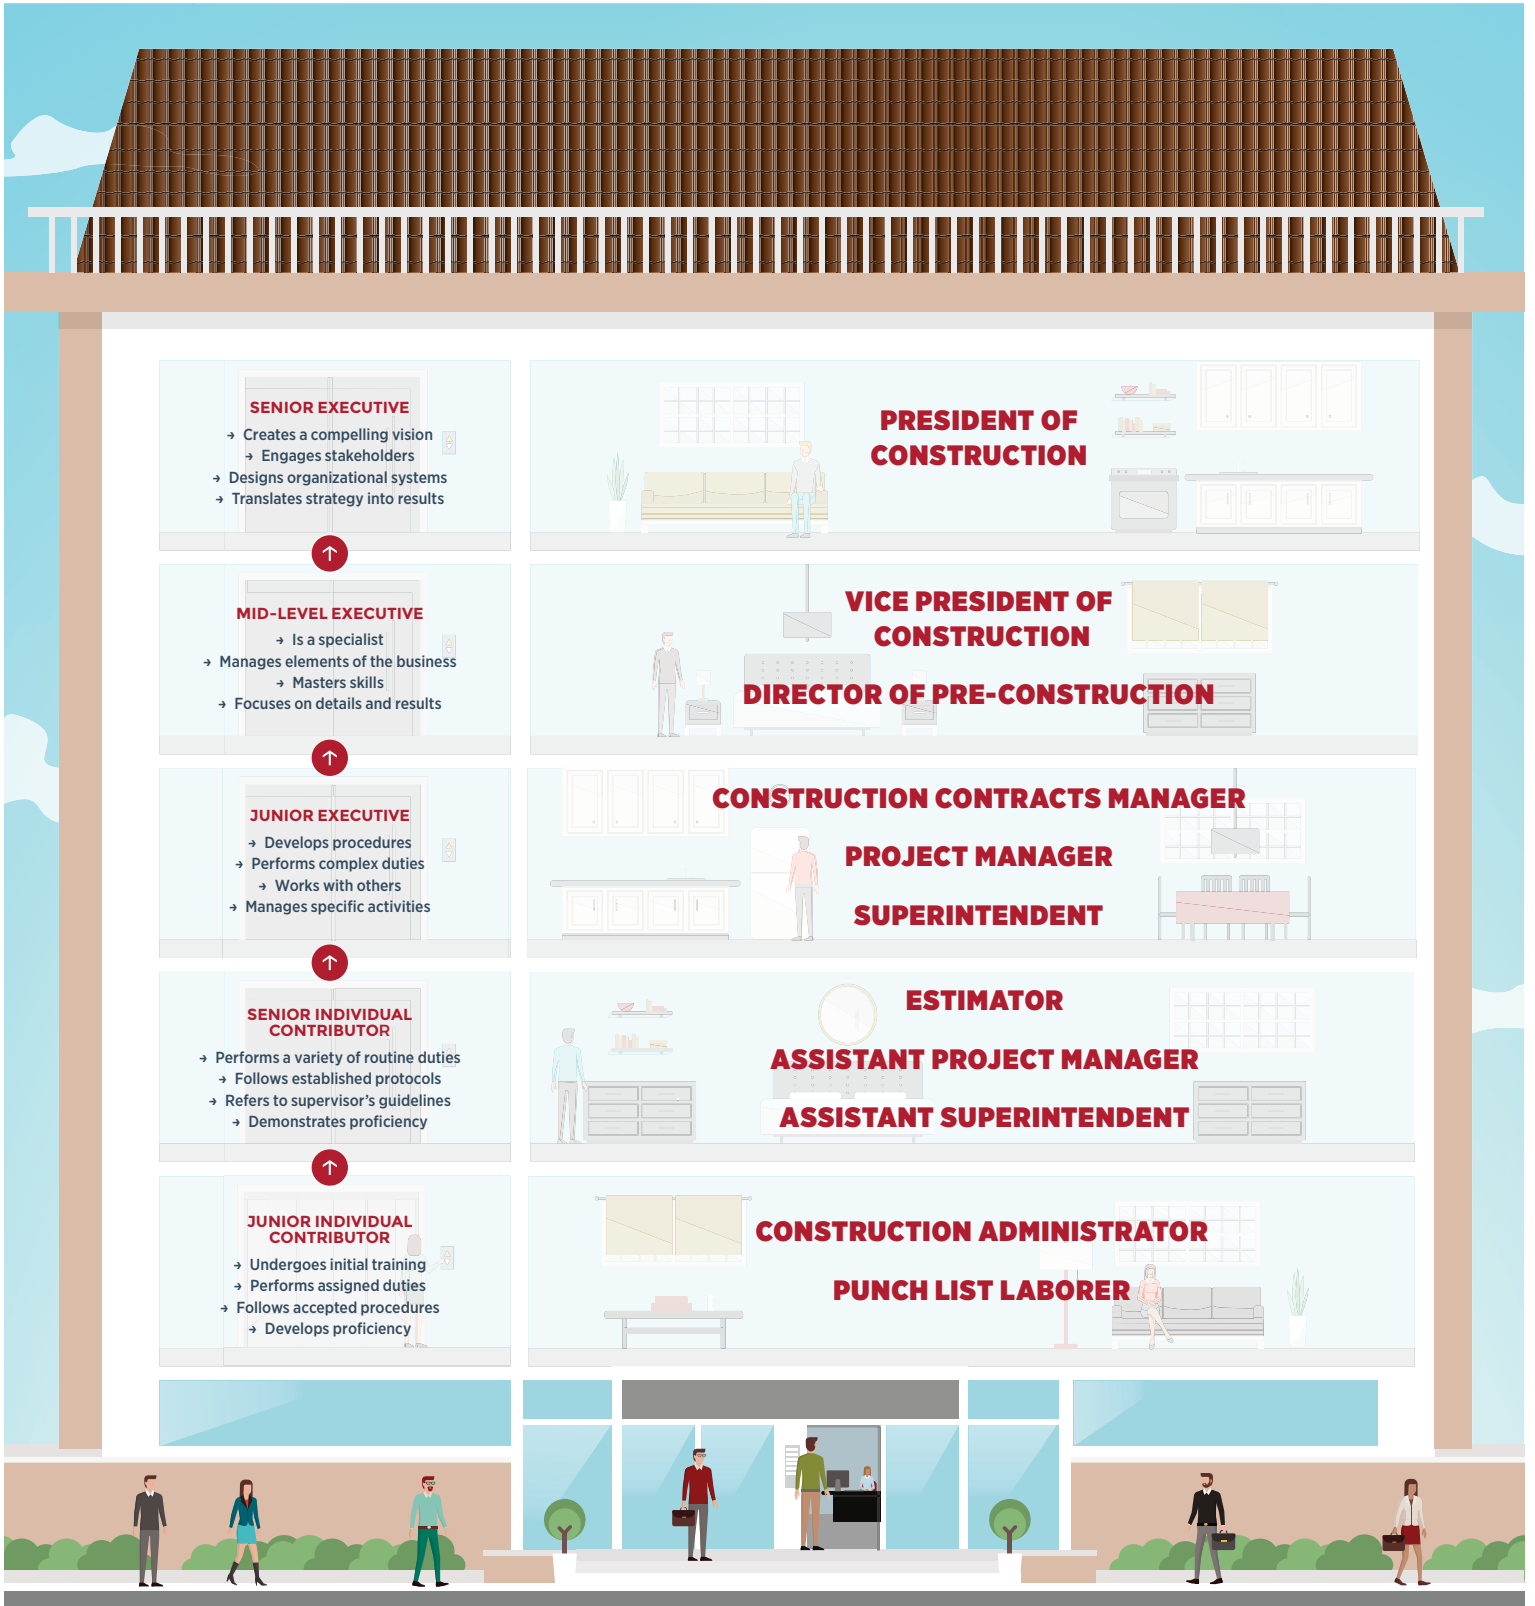 SENIOR EXECUTIVE
→ Creates a compelling vision
→ Engages stakeholders
→ Designs organizational systems
→ Translates strategy into results
PRESIDENT OF
CONSTRUCTION
MID-LEVEL EXECUTIVE
→ Is a specialist
→ Manages elements of the business
→ Masters skills
→ Focuses on details and results
VICE PRESIDENT OF
CONSTRUCTION
DIRECTOR OF PRE-CONSTRUCTION
JUNIOR EXECUTIVE
→ Develops procedures
→ Performs complex duties
→ Works with others
→ Manages specific activities
CONSTRUCTION CONTRACTS MANAGER
PROJECT MANAGER
SUPERINTENDENT
SENIOR INDIVIDUAL
CONTRIBUTOR
→ Performs a variety of routine duties
→ Follows established protocols
→ Refers to supervisor’s guidelines
→ Demonstrates proficiency
ESTIMATOR
ASSISTANT PROJECT MANAGER
ASSISTANT SUPERINTENDENT
JUNIOR INDIVIDUAL
CONTRIBUTOR
→ Undergoes initial training
→ Performs assigned duties
→ Follows accepted procedures
→ Develops proficiency
CONSTRUCTION ADMINISTRATOR
PUNCH LIST LABORER